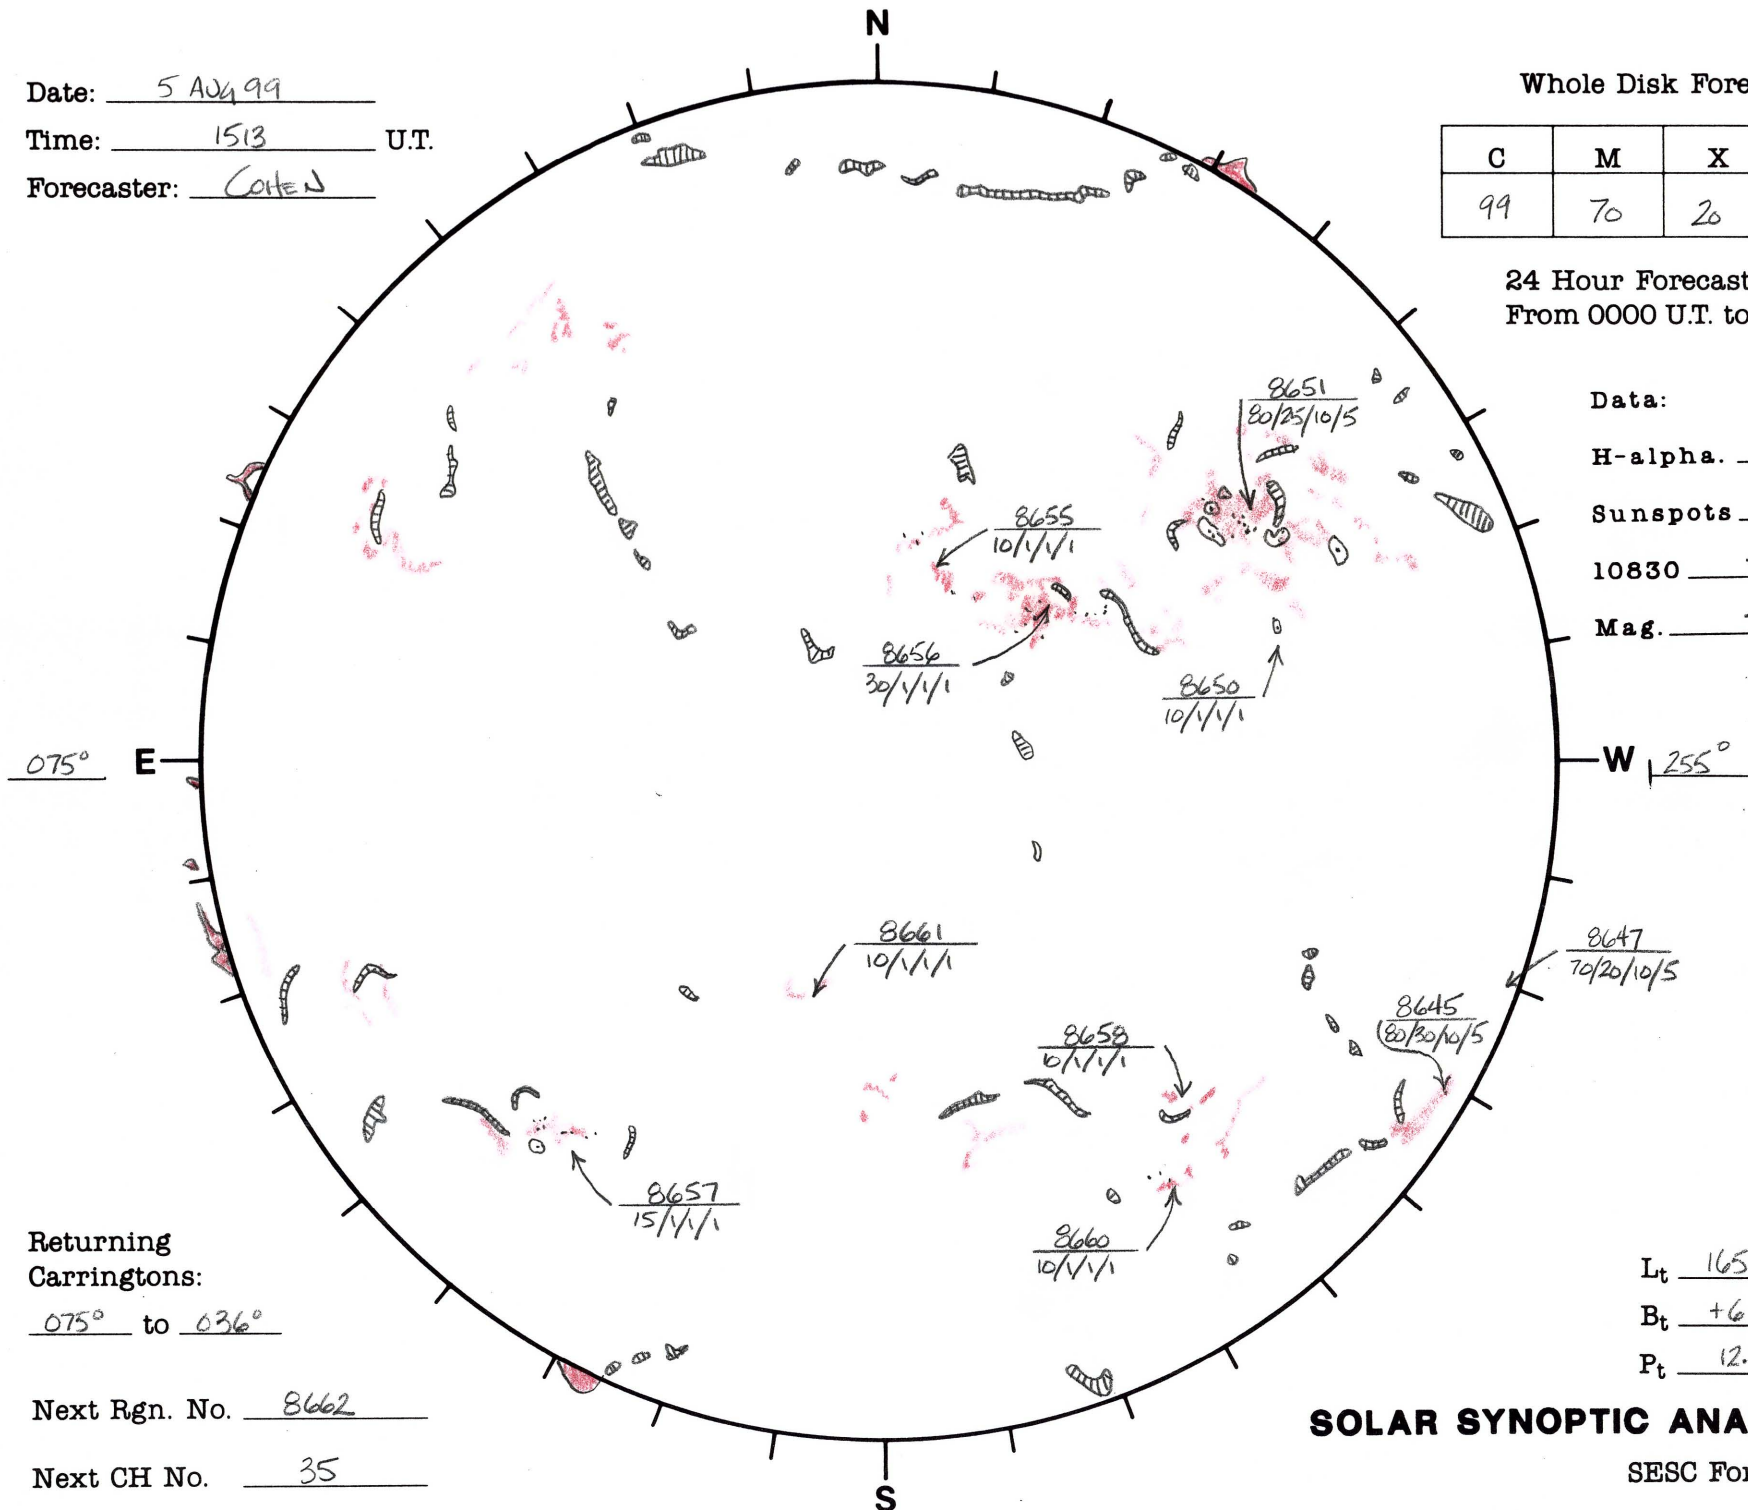 N
Date: 5 AUG 99
Time: 1513 U.T.
Forecaster: COHEN
Whole Disk Fore
C M X
99 70 20
24 Hour Forecast
From 0000 U.T. to
Data:
H-alpha.
Sunspots
10830
Mag.
8651
80/25/10/5
8655
10/1/1/1
8656
30/1/1/1
8650
10/1/1/1
075° E
W 255°
8661
10/1/1/1
8647
70/20/10/5
8645
80/30/10/5
8658
10/1/1/1
8657
15/1/1/1
8660
10/1/1/1
Returning
Carringtons:
075° to 036°
Next Rgn. No. 8662
Next CH No. 35
Lt 165
Bt +6
Pt 12.
SOLAR SYNOPTIC ANA
SESC For
S